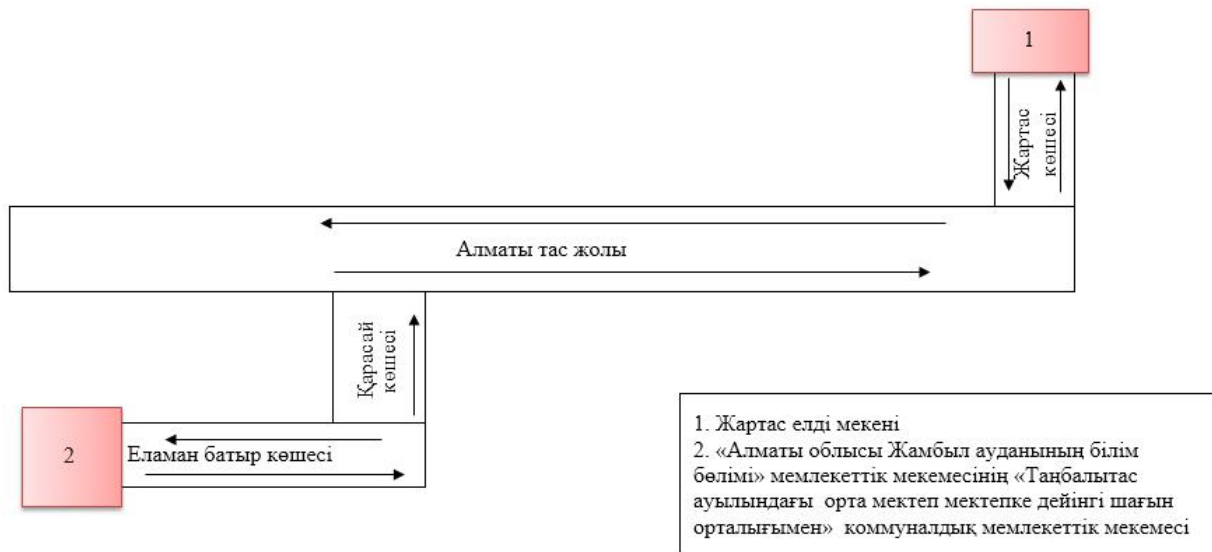 1
Жартас
көшесі
Алматы тас жолы
Қарасай
көшесі
2
Еламан батыр көшесі
1. Жартас елді мекені
2. «Алматы облысы Жамбыл ауданының білім
бөлімі» мемлекеттік мекемесінің «Таңбалытас
ауылындағы орта мектеп мектепке дейінгі шағын
орталығымен» коммуналдық мемлекеттік мекемесі